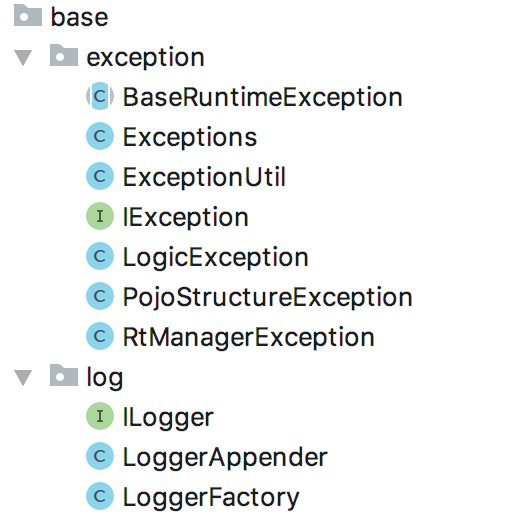 base
exception
C BaseRuntimeException
C Exceptions
C ExceptionUtil
I IException
C LogicException
C PojoStructureException
C RtManagerException
log
I ILogger
C LoggerAppender
C LoggerFactory